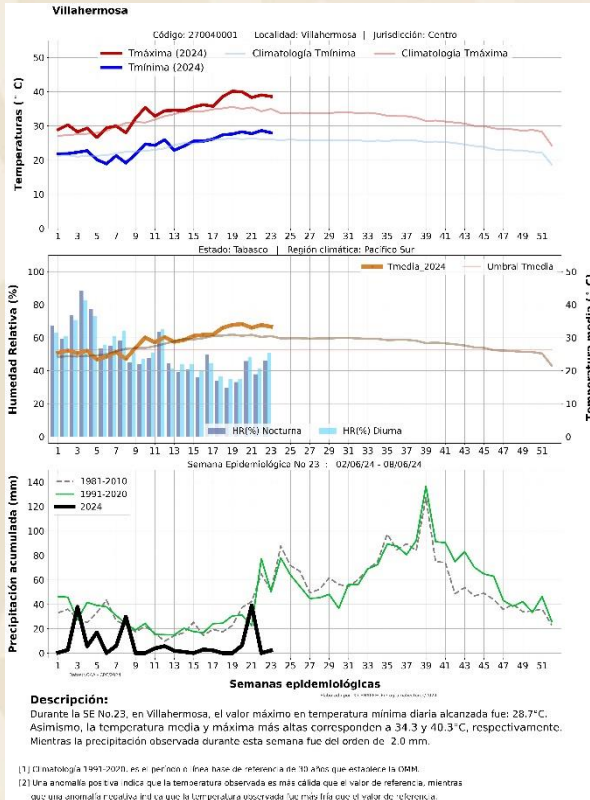 Villahermosa
Código: 270040001 Localidad: Villahermosa | Jurisdicción: Centro
Tmáxima (2024)
Climatología Tmínima
Climatología Tmáxima
Tmínima (2024)
Temperaturas (° C)
50
40
30
20
10
0
1 3 5 7 9 11 13 15 17 19 21 23 25 27 29 31 33 35 37 39 41 43 45 47 49 51
Estado: Tabasco | Región climática: Pacífico Sur
Tmedia_2024
Umbral Tmedia
Humedad Relativa (%)
100
80
60
40
20
0
Temperatura media (° C)
50
40
30
20
10
0
HR(%) Nocturna
HR(%) Diurna
1 3 5 7 9 11 13 15 17 19 21 23 25 27 29 31 33 35 37 39 41 43 45 47 49 51
Semana Epidemiológica No 23 : 02/06/24 - 08/06/24
1981-2010
1991-2020
2024
Precipitación acumulada (mm)
140
120
100
80
60
40
20
0
1 3 5 7 9 11 13 15 17 19 21 23 25 27 29 31 33 35 37 39 41 43 45 47 49 51
Semanas epidemiológicas
Descripción:
Durante la SE No.23, en Villahermosa, el valor máximo en temperatura mínima diaria alcanzada fue: 28.7°C.
Asimismo, la temperatura media y máxima más altas corresponden a 34.3 y 40.3°C, respectivamente.
Mientras la precipitación observada durante esta semana fue del orden de 2.0 mm.
[1] Climatología 1991-2020, es el periodo o línea base de referencia de 30 años que establece la OMM.
[2] Una anomalía positiva indica que la temperatura observada es más cálida que el valor de referencia, mientras
que una anomalía negativa indica que la temperatura observada fue más fría que el valor de referencia.